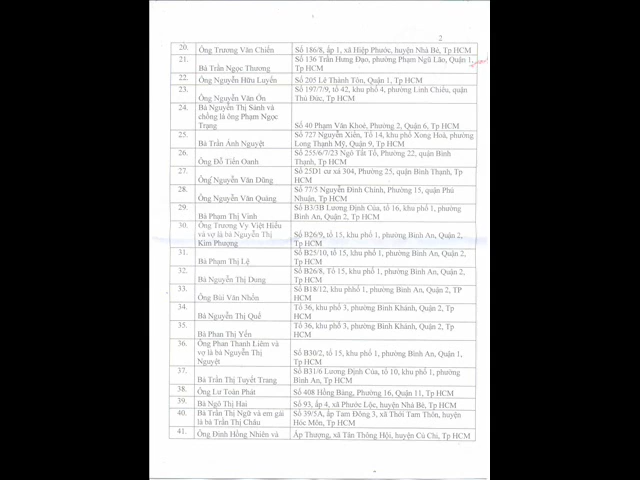 2
20. Ông Trương Văn Chiến Số 186/8, ấp 1, xã Hiệp Phước, huyện Nhà Bè, Tp HCM
21. Số 136 Trần Hưng Đạo, phường Phạm Ngũ Lão, Quận 1,
Bà Trần Ngọc Thương Tp HCM
22. Ông Nguyễn Hữu Luyến Số 205 Lê Thánh Tôn, Quận 1, Tp HCM
23. Số 197/7/9, tổ 42, khu phố 4, phường Linh Chiểu, quận
Ông Nguyễn Văn Ổn Thủ Đức, Tp HCM
24. Bà Nguyễn Thị Sánh và
chồng là ông Phạm Ngọc
Trạng Số 40 Phạm Văn Khoẻ, Phường 2, Quận 6, Tp HCM
25. Số 727 Nguyễn Xiển, Tổ 14, khu phố Xong Hoà, phường
Bà Trần Ánh Nguyệt Long Thạnh Mỹ, Quận 9, Tp HCM
26. Số 255/6/7/23 Ngô Tất Tố, Phường 22, quận Bình
Ông Đỗ Tiến Oanh Thạnh, Tp HCM
27. Số 25D1 cư xá 304, Phường 25, quận Bình Thạnh, Tp
Ông Nguyễn Văn Dũng HCM
28. Số 77/5 Nguyễn Đình Chính, Phường 15, quận Phú
Ông Nguyễn Văn Quảng Nhuận, Tp HCM
29. Số B3/3B Lương Định Của, tổ 16, khu phố 1, phường
Bà Phạm Thị Vinh Bình An, Quận 2, Tp HCM
30. Ông Trương Vy Việt Hiếu
và vợ là bà Nguyễn Thị Số B26/9, tổ 15, khu phố 1, phường Bình An, Quận 2,
Kim Phượng Tp HCM
31. Số B25/10, tổ 15, khu phố 1, phường Bình An, Quận 2,
Bà Phạm Thị Lệ Tp HCM
32. Số B26/8, Tổ 15, khu phố 1, phường Bình An, Quận 2,
Bà Nguyễn Thị Dung Tp HCM
33. Số B18/12, khu phhố 1, phường Bình An, Quận 2, TP
Ông Bùi Văn Nhồn HCM
34. Tổ 36, khu phố 3, phường Bình Khánh, Quận 2, Tp
Bà Nguyễn Thị Quế HCM
35. Tổ 36, khu phố 3, phường Bình Khánh, Quận 2, Tp
Bà Phan Thị Yến HCM
36. Ông Phan Thanh Liêm và
vợ là bà Nguyễn Thị Số B30/2, tổ 15, khu phố 1, phường Bình An, Quận 1,
Nguyệt Tp HCM
37. Số B31/6 Lương Định Của, tổ 10, khu phố 1, phường
Bà Trần Thị Tuyết Trang Bình An, Tp HCM
38. Ông Lư Toàn Phát Số 408 Hồng Bàng, Phường 16, Quận 11, Tp HCM
39. Bà Ngô Thị Hai Số 93, ấp 4, xã Phước Lộc, huyện Nhà Bè, Tp HCM
40. Bà Trần Thị Ngữ và em gái Số 39/5A, ấp Tam Đông 3, xã Thới Tam Thôn, huyện
là bà Trần Thị Châu Hóc Môn, Tp HCM
41. Ông Đinh Hồng Nhiên và Ấp Thượng, xã Tân Thông Hội, huyện Củ Chi, Tp HCM